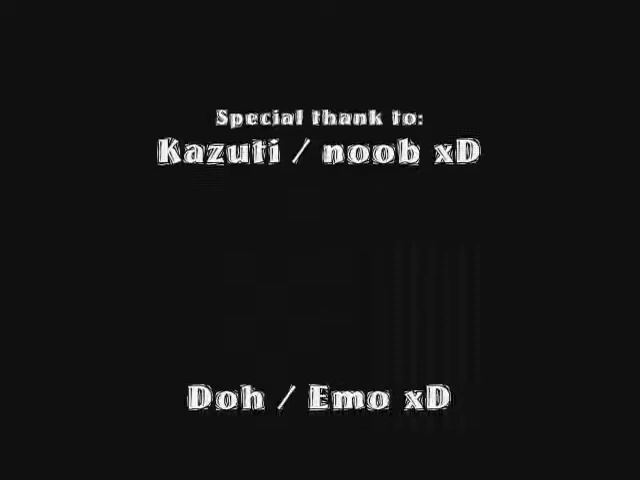 Special thank to:
Kazuti / noob xD
Doh / Emo xD